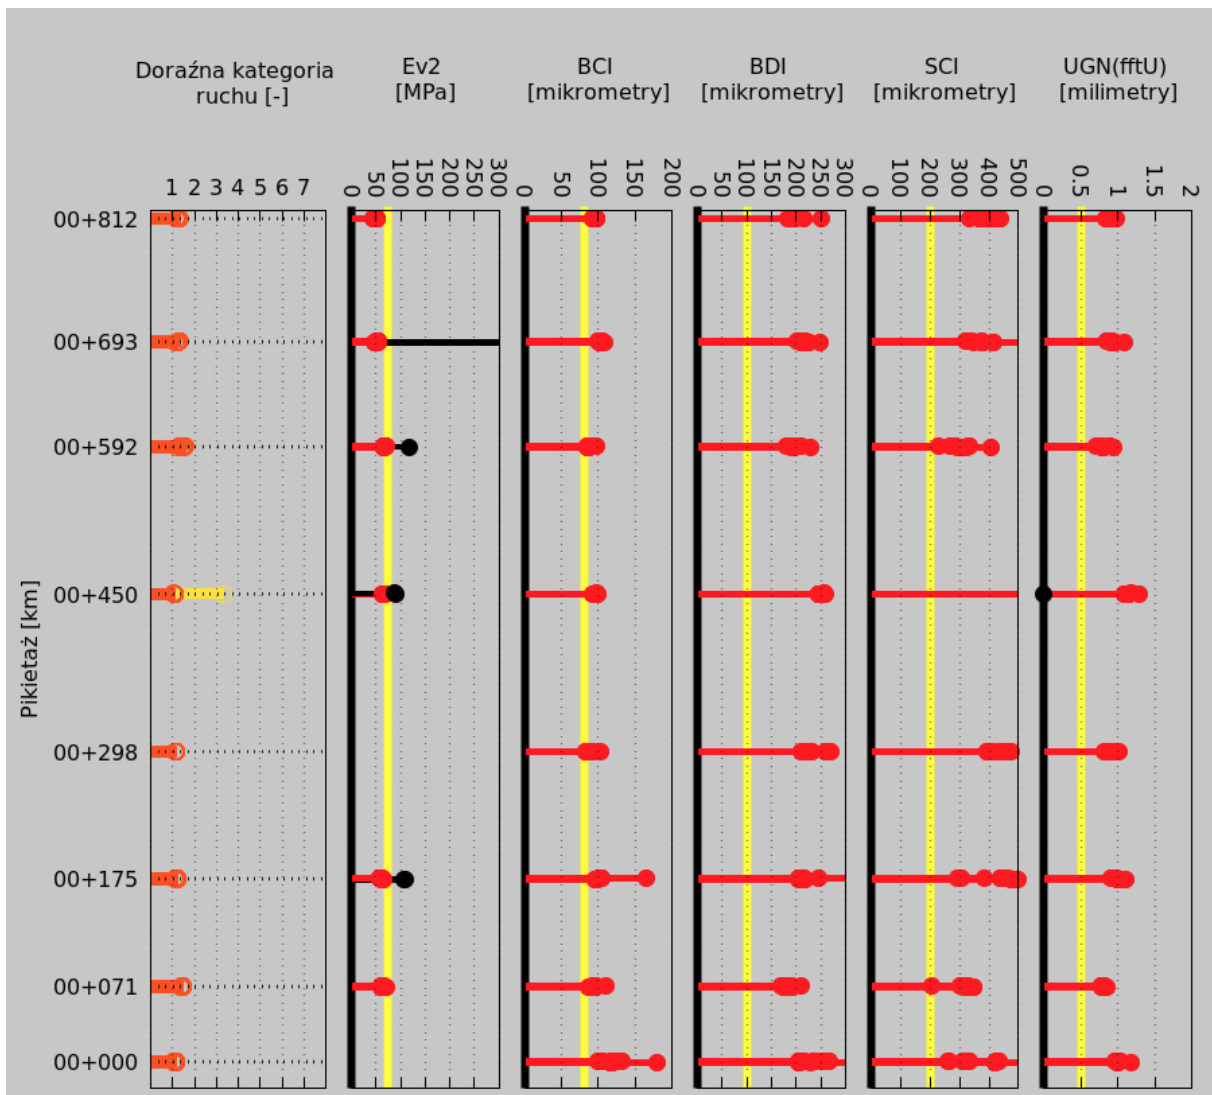 Doraźna kategoria
ruchu [-]
Ev2
[MPa]
BCI
[mikrometry]
BDI
[mikrometry]
SCI
[mikrometry]
UGN(fftU)
[milimetry]
1 2 3 4 5 6 7
0 50 100 150 200 250 300
0 50 100 150 200
0 50 100 150 200 250 300
0 100 200 300 400 500
0 0.5 1 1.5 2
Pikietaż [km]
00+812
00+693
00+592
00+450
00+298
00+175
00+071
00+000